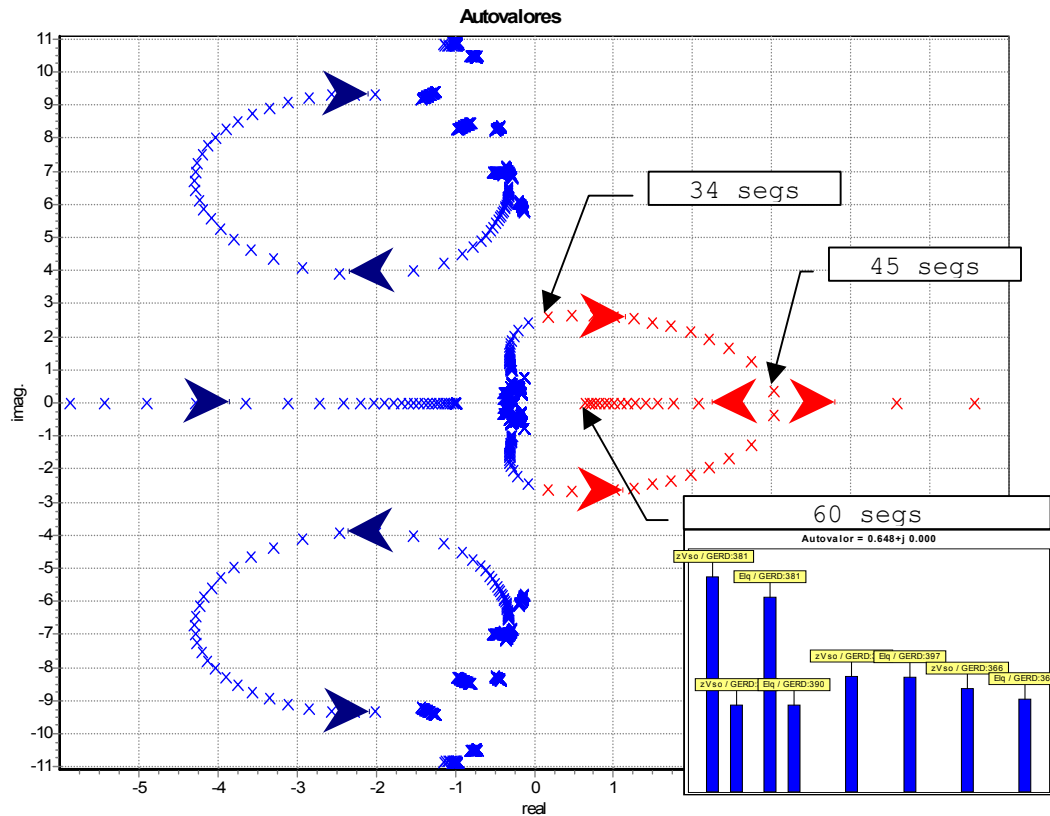 Autovalores
11
10
9
8
7
6
5
4
3
2
1
0
-1
-2
-3
-4
-5
-6
-7
-8
-9
-10
-11
imag.
-5
-4
-3
-2
-1
0
1
real
34 segs
45 segs
60 segs
Autovalor = 0.648+j 0.000
zVso / GERD:381
Elq / GERD:381
zVso / GERD:
Elq / GERD:397
zVso / GERD:366
zVso / GERD:
Elq / GERD:390
Elq / GERD:36